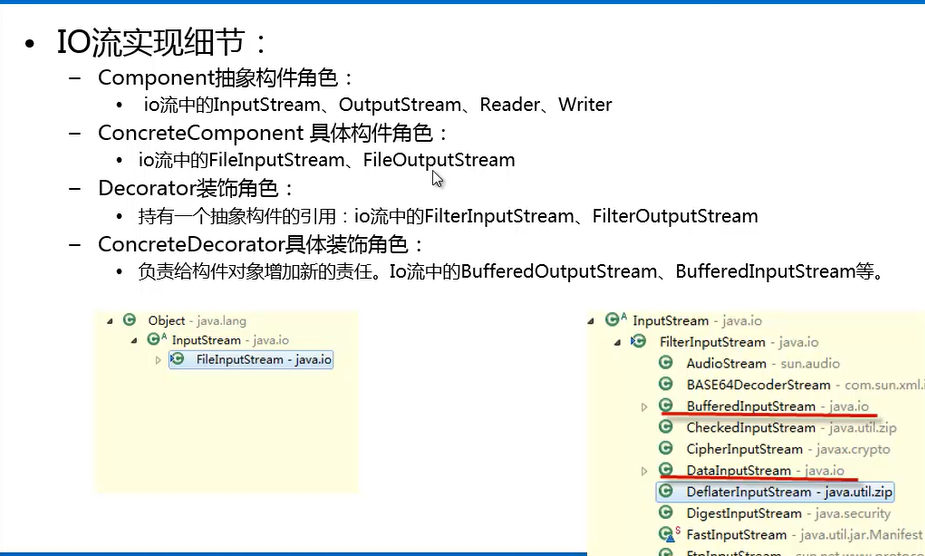 • IO流实现细节：
– Component抽象构件角色：
• io流中的InputStream、OutputStream、Reader、Writer
– ConcreteComponent 具体构件角色：
• io流中的FileInputStream、FileOutputStream
– Decorator装饰角色：
• 持有一个抽象构件的引用：io流中的FilterInputStream、FilterOutputStream
– ConcreteDecorator具体装饰角色：
• 负责给构件对象增加新的责任。Io流中的BufferedOutputStream、BufferedInputStream等。
Object - java.lang
InputStream - java.io
FileInputStream - java.io
InputStream - java.io
FilterInputStream - java.io
AudioStream - sun.audio
BASE64DecoderStream - com.sun.xml.i
BufferedInputStream - java.io
CheckedInputStream - java.util.zip
CipherInputStream - javax.crypto
DataInputStream - java.io
DeflaterInputStream - java.util.zip
DigestInputStream - java.security
FastInputStream - java.util.jar.Manifest